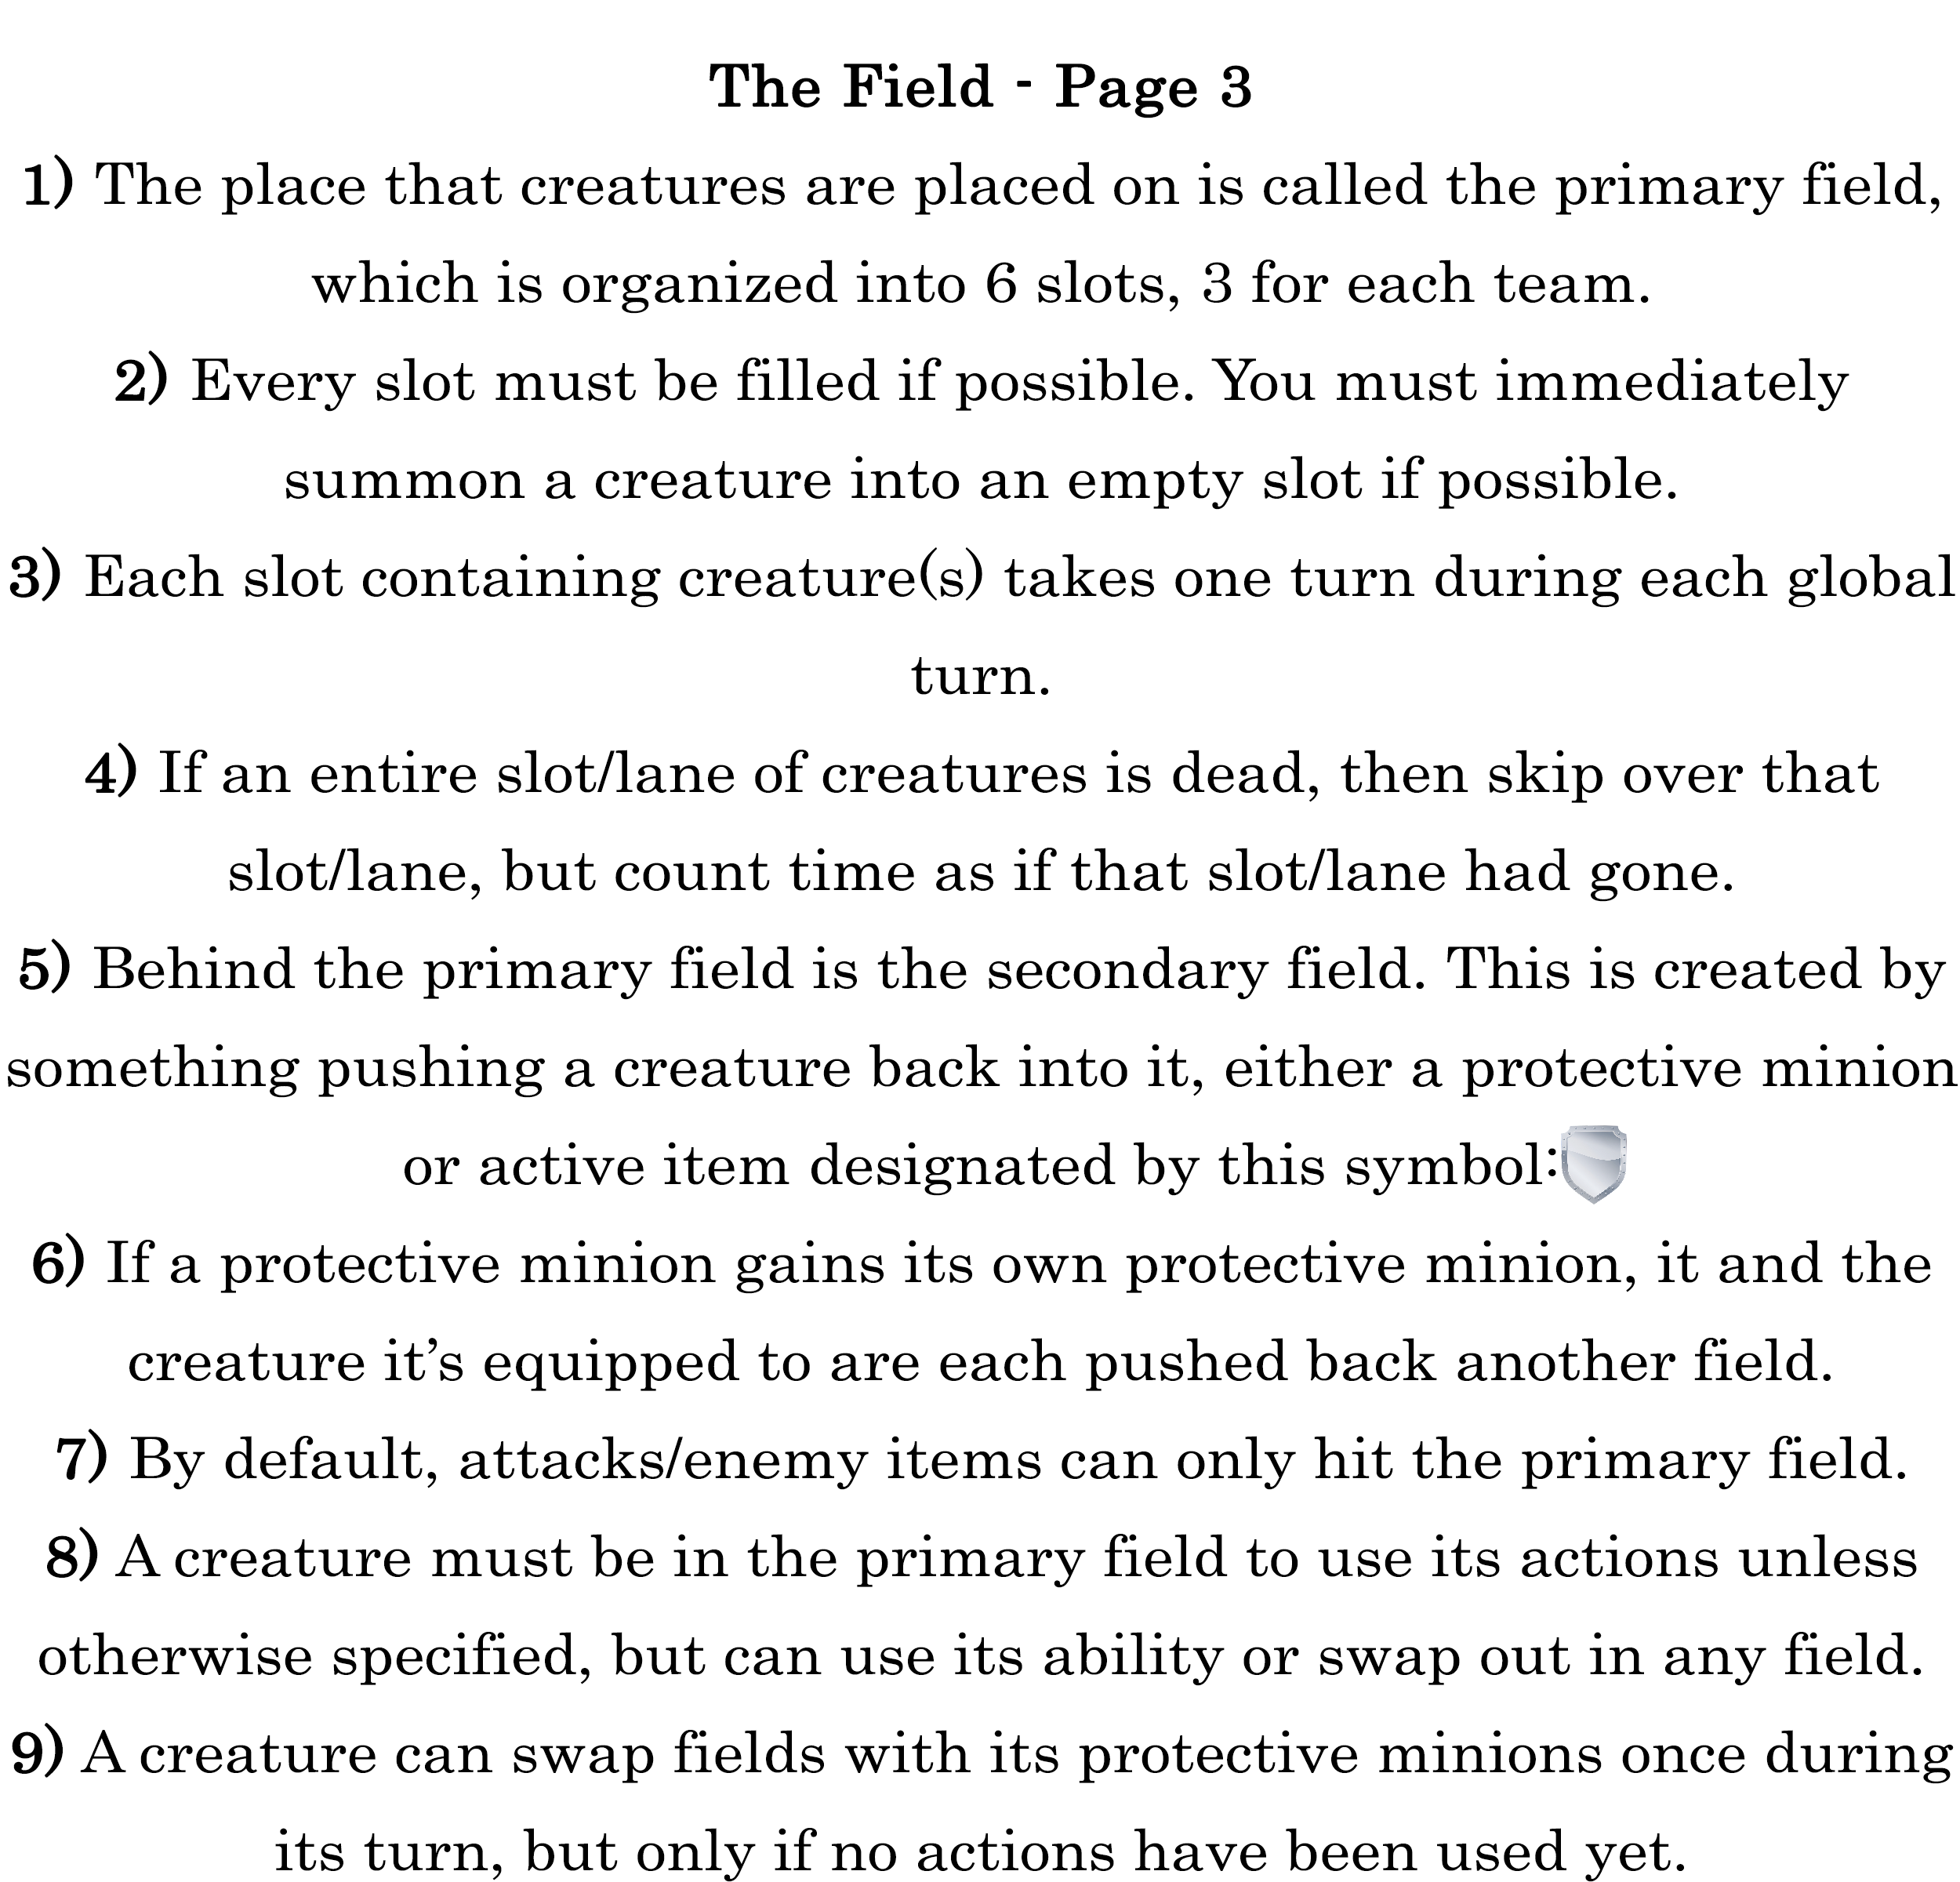 The Field - Page 3
1) The place that creatures are placed on is called the primary field,
which is organized into 6 slots, 3 for each team.
2) Every slot must be filled if possible. You must immediately
summon a creature into an empty slot if possible.
3) Each slot containing creature(s) takes one turn during each global
turn.
4) If an entire slot/lane of creatures is dead, then skip over that
slot/lane, but count time as if that slot/lane had gone.
5) Behind the primary field is the secondary field. This is created by
something pushing a creature back into it, either a protective minion
or active item designated by this symbol:
6) If a protective minion gains its own protective minion, it and the
creature it’s equipped to are each pushed back another field.
7) By default, attacks/enemy items can only hit the primary field.
8) A creature must be in the primary field to use its actions unless
otherwise specified, but can use its ability or swap out in any field.
9) A creature can swap fields with its protective minions once during
its turn, but only if no actions have been used yet.